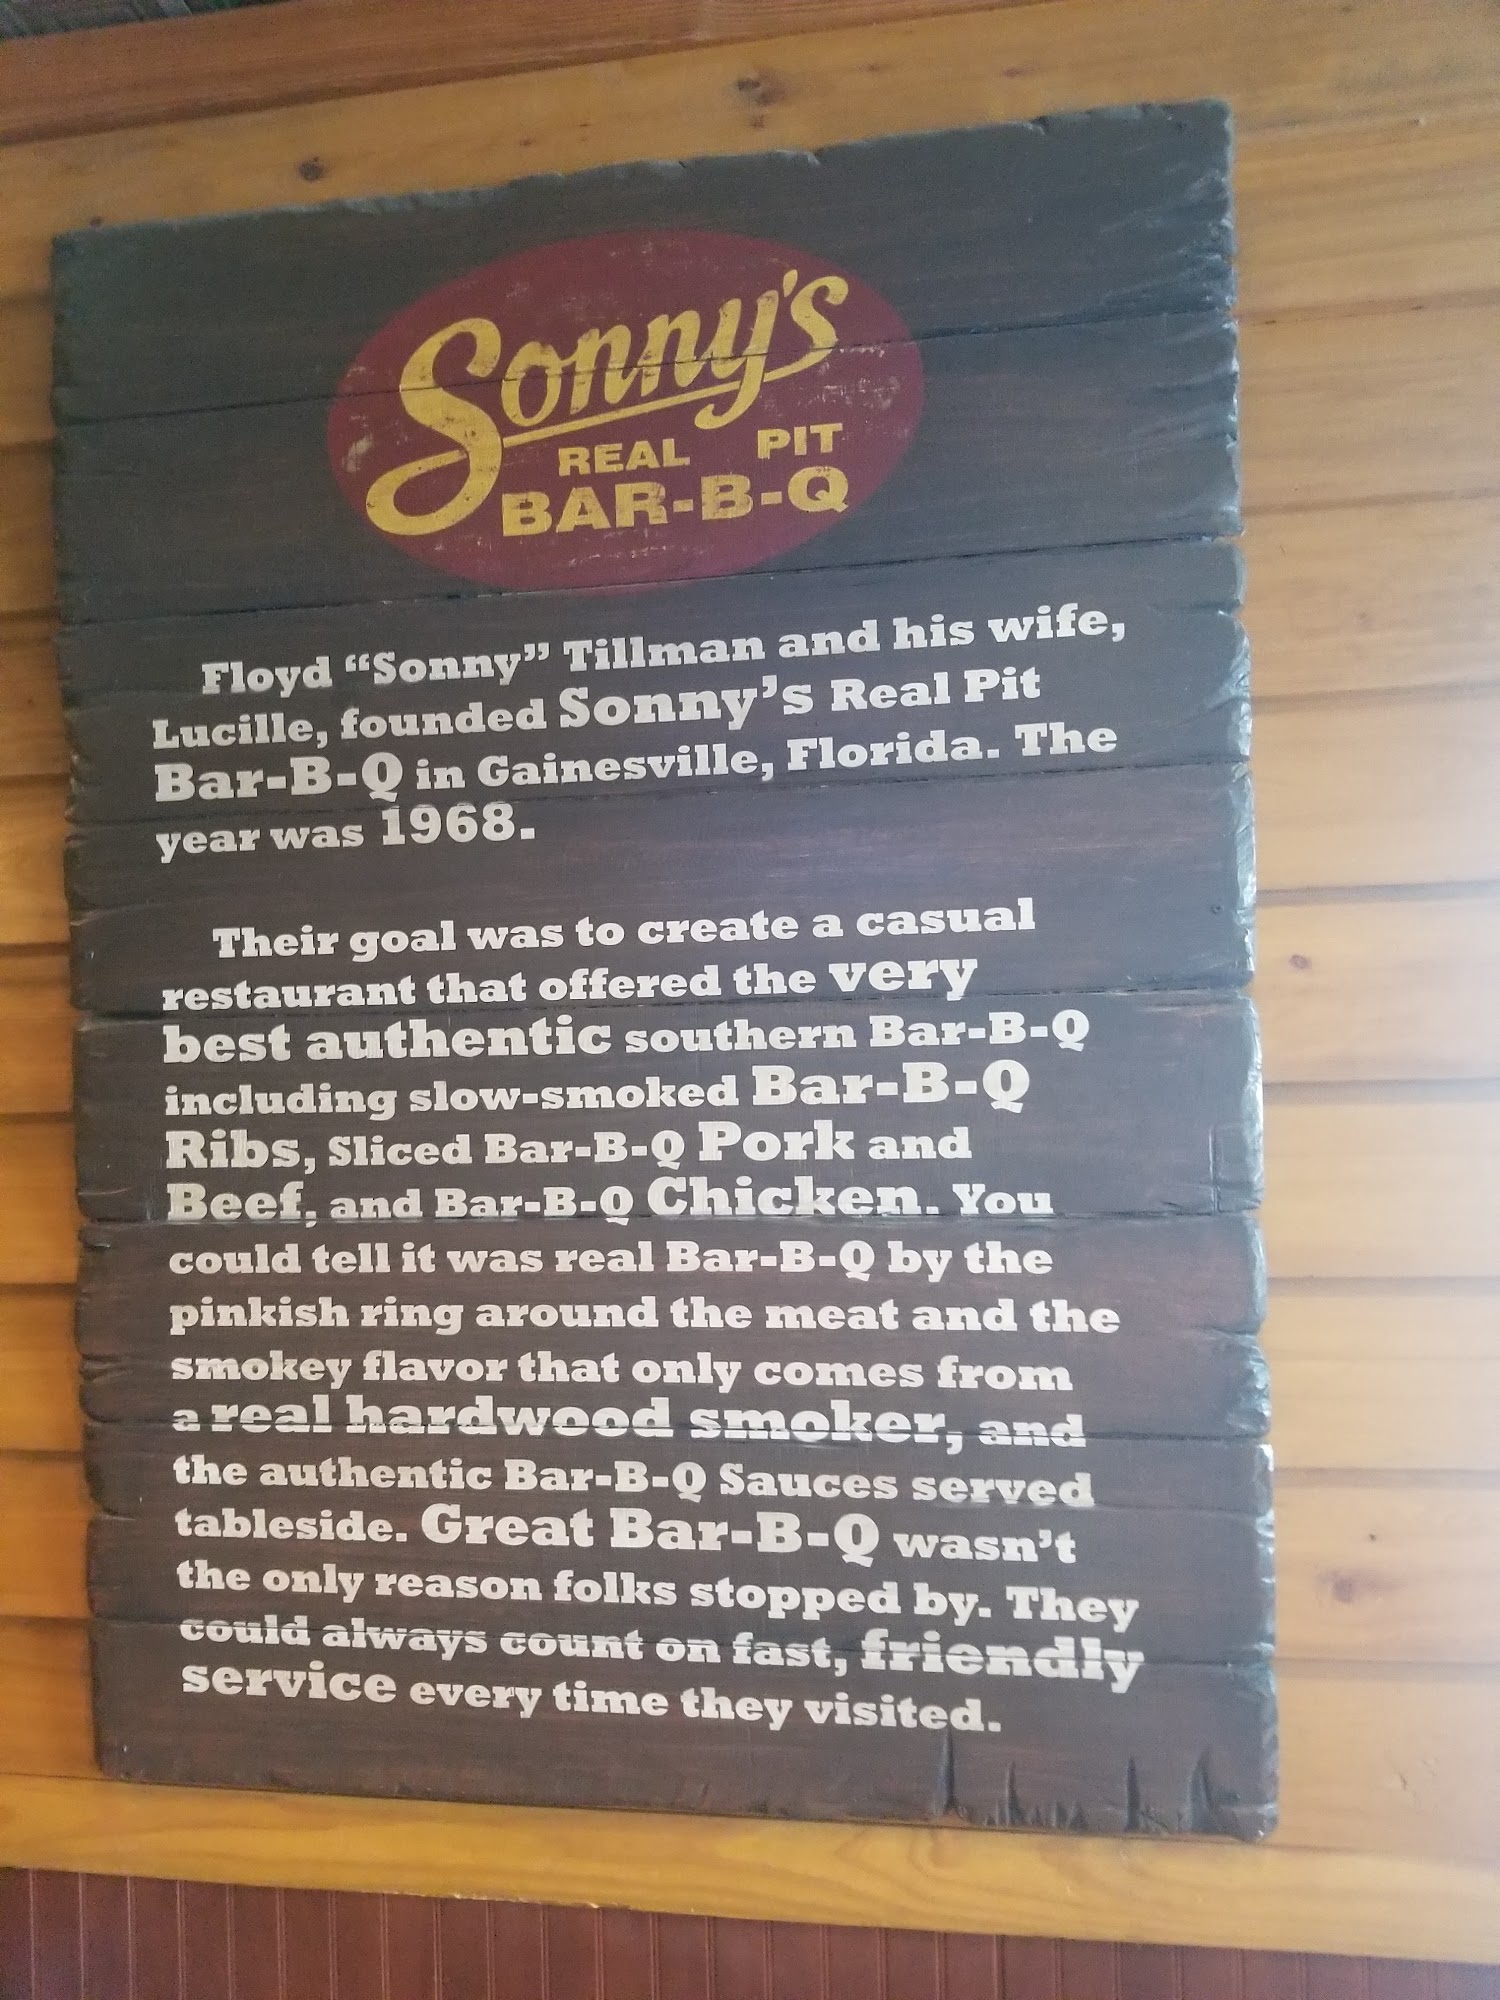 Sonny's
REAL PIT
BAR-B-Q
Floyd “Sonny” Tillman and his wife,
Lucille, founded Sonny’s Real Pit
Bar-B-Q in Gainesville, Florida. The
year was 1968.
Their goal was to create a casual
restaurant that offered the very
best authentic southern Bar-B-Q
including slow-smoked Bar-B-Q
Ribs, Sliced Bar-B-Q Pork and
Beef, and Bar-B-Q Chicken. You
could tell it was real Bar-B-Q by the
pinkish ring around the meat and the
smokey flavor that only comes from
a real hardwood smoker, and
the authentic Bar-B-Q Sauces served
tableside. Great Bar-B-Q wasn’t
the only reason folks stopped by. They
could always count on fast, friendly
service every time they visited.